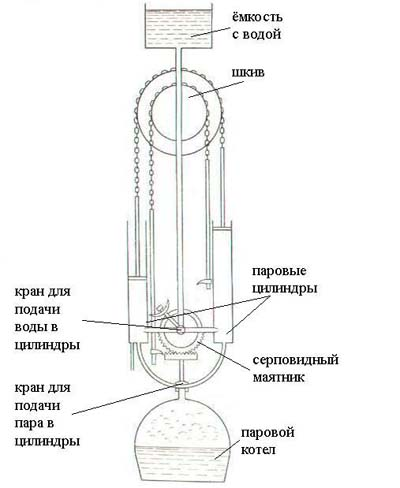 ёмкость
с водой
шкив
паровые
цилиндры
кран для
подачи
воды в
цилиндры
серповидный
маятник
кран для
подачи
пара в
цилиндры
паровой
котел